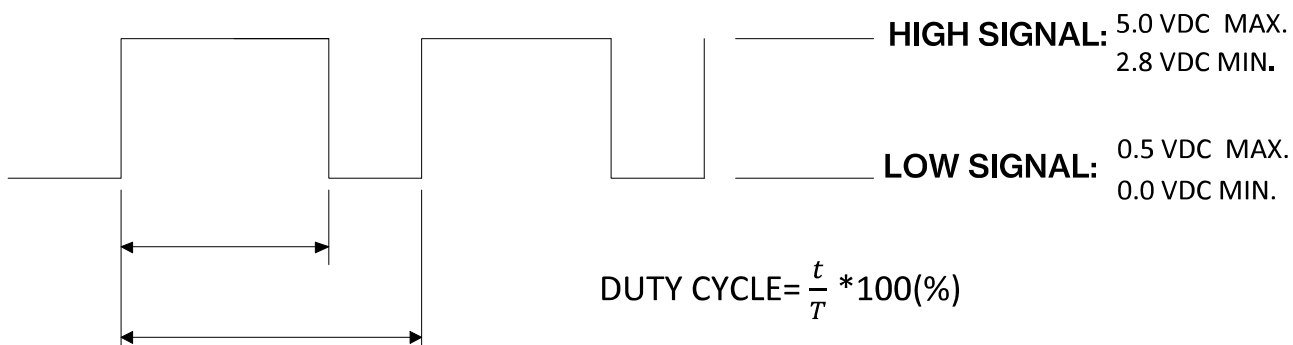 HIGH SIGNAL: 5.0 VDC MAX.
2.8 VDC MIN.
LOW SIGNAL: 0.5 VDC MAX.
0.0 VDC MIN.
DUTY CYCLE= t/T *100(%)